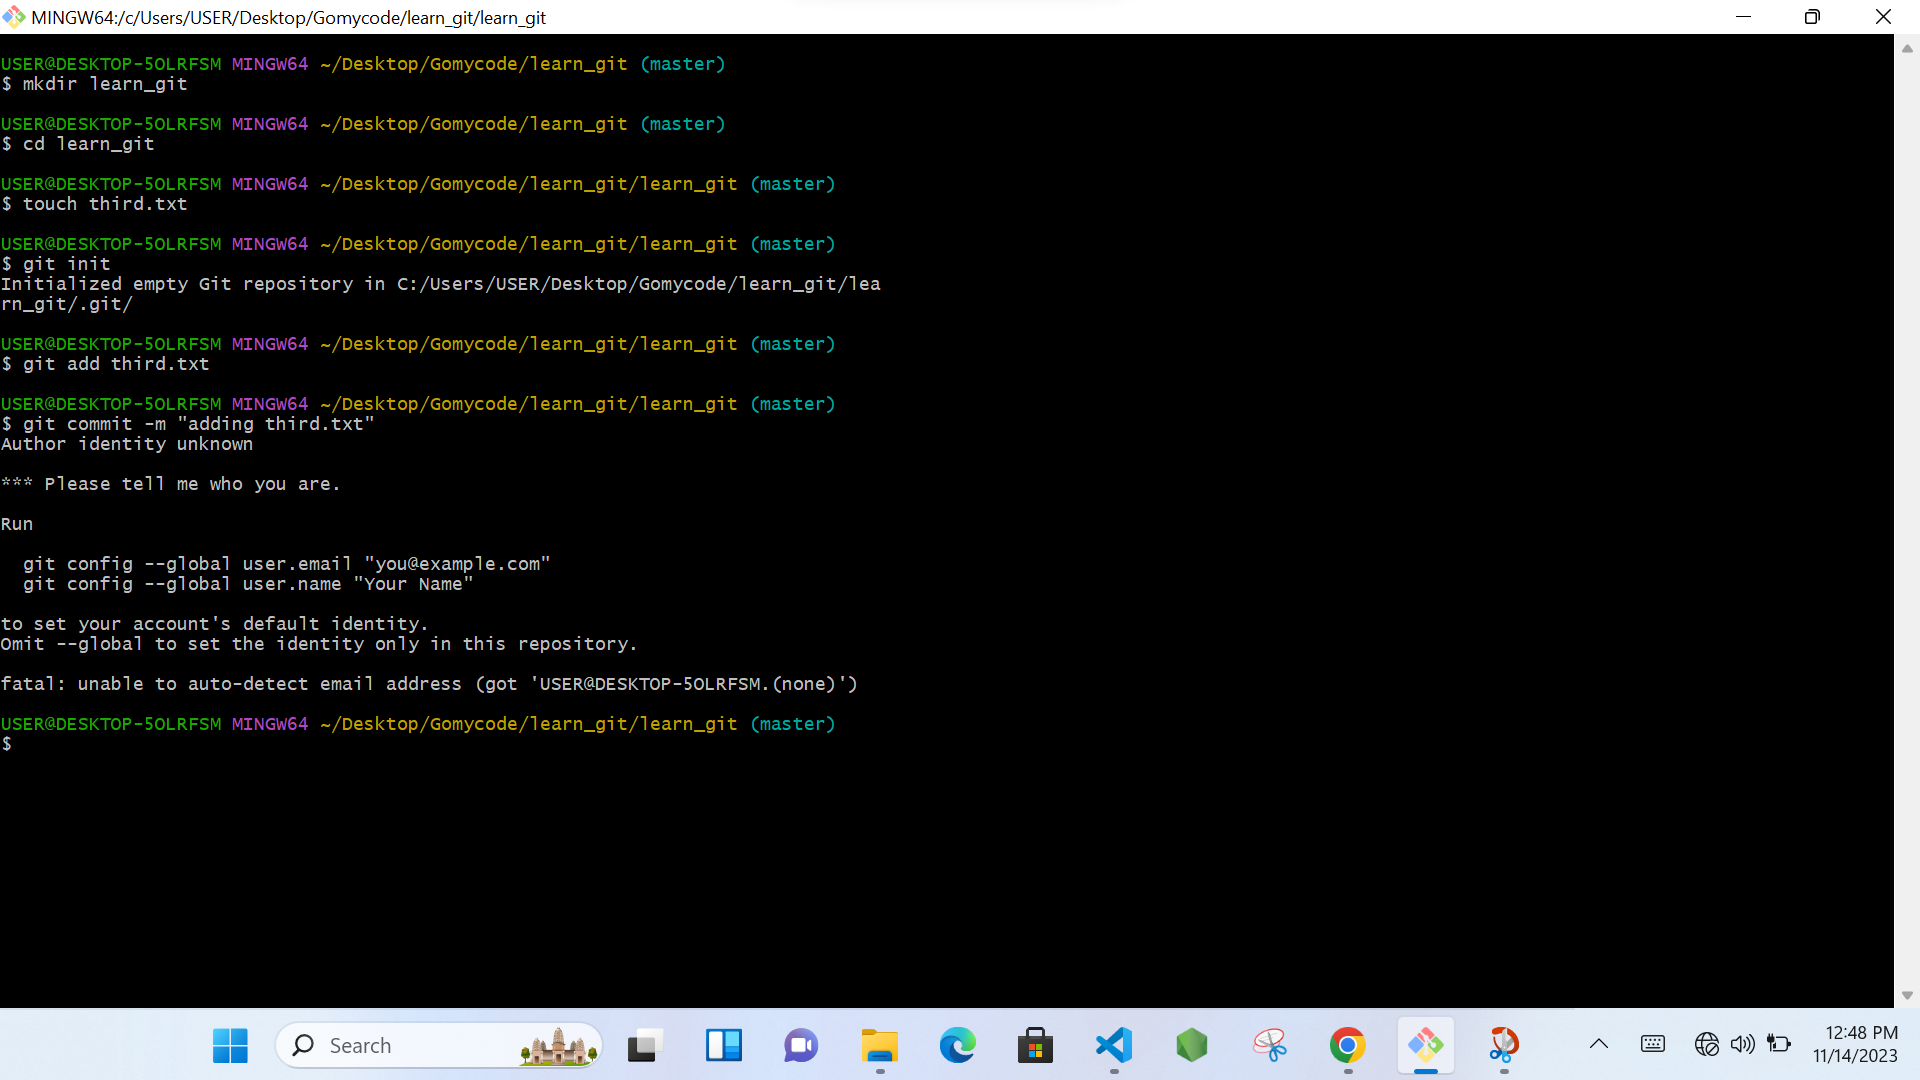 MINGW64:/c/Users/USER/Desktop/Gomycode/learn_git/learn_git
USER@DESKTOP-5OLRFSM MINGW64 ~/Desktop/Gomycode/learn_git (master)
$ mkdir learn_git
USER@DESKTOP-5OLRFSM MINGW64 ~/Desktop/Gomycode/learn_git (master)
$ cd learn_git
USER@DESKTOP-5OLRFSM MINGW64 ~/Desktop/Gomycode/learn_git/learn_git (master)
$ touch third.txt
USER@DESKTOP-5OLRFSM MINGW64 ~/Desktop/Gomycode/learn_git/learn_git (master)
$ git init
Initialized empty Git repository in C:/Users/USER/Desktop/Gomycode/learn_git/lea
rn_git/.git/
USER@DESKTOP-5OLRFSM MINGW64 ~/Desktop/Gomycode/learn_git/learn_git (master)
$ git add third.txt
USER@DESKTOP-5OLRFSM MINGW64 ~/Desktop/Gomycode/learn_git/learn_git (master)
$ git commit -m "adding third.txt"
Author identity unknown
*** Please tell me who you are.
Run
  git config --global user.email "you@example.com"
  git config --global user.name "Your Name"
to set your account's default identity.
Omit --global to set the identity only in this repository.
fatal: unable to auto-detect email address (got 'USER@DESKTOP-5OLRFSM.(none)')
USER@DESKTOP-5OLRFSM MINGW64 ~/Desktop/Gomycode/learn_git/learn_git (master)
$
Search
12:48 PM
11/14/2023